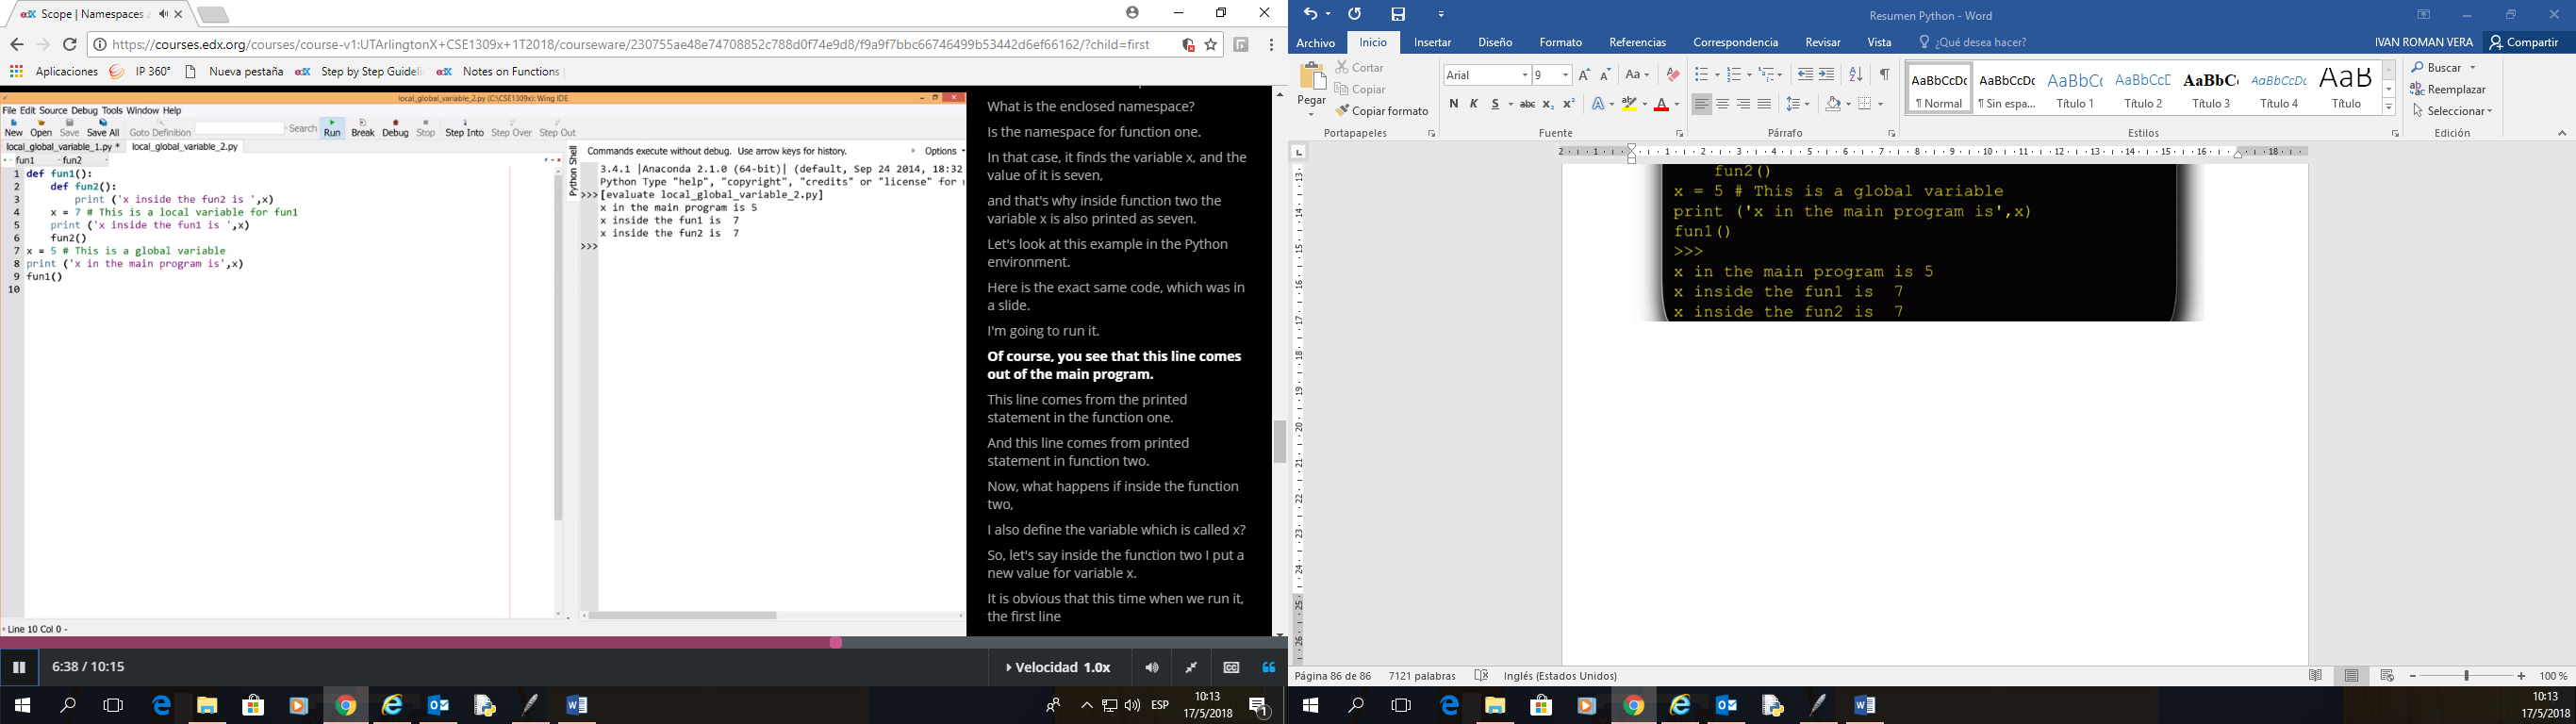 Scope | Namespaces a
https://courses.edx.org/courses/course-v1:UTArlingtonX+CSE1309x+1T2018/courseware/230755ae48e74708852c788d0f74e9d8/f9a9f7bbc66746499b53442d6ef66162/?child=first
Aplicaciones IP 360° Nueva pestaña Step by Step Guideli Notes on Functions
local_global_variable_2.py (C:\CSE1309x): Wing IDE
File Edit Source Debug Tools Window Help
New Open Save Save All Goto Definition Search Run Break Debug Stop Step Into Step Over Step Out
local_global_variable_1.py * local_global_variable_2.py
fun1 fun2
1 def fun1():
2     def fun2():
3         print ('x inside the fun2 is ',x)
4     x = 7 # This is a local variable for fun1
5     print ('x inside the fun1 is ',x)
6     fun2()
7 x = 5 # This is a global variable
8 print ('x in the main program is',x)
9 fun1()
10
Line 10 Col 0 -
Python Shell
Commands execute without debug. Use arrow keys for history. Options
3.4.1 |Anaconda 2.1.0 (64-bit)| (default, Sep 24 2014, 18:32
Python Type "help", "copyright", "credits" or "license" for
>>> [evaluate local_global_variable_2.py]
x in the main program is 5
x inside the fun1 is  7
x inside the fun2 is  7
>>>
What is the enclosed namespace?
Is the namespace for function one.
In that case, it finds the variable x, and the
value of it is seven,
and that's why inside function two the
variable x is also printed as seven.
Let's look at this example in the Python
environment.
Here is the exact same code, which was in
a slide.
I'm going to run it.
Of course, you see that this line comes
out of the main program.
This line comes from the printed
statement in the function one.
And this line comes from printed
statement in function two.
Now, what happens if inside the function
two,
I also define the variable which is called x?
So, let's say inside the function two I put a
new value for variable x.
It is obvious that this time when we run it,
the first line
6:38 / 10:15
Velocidad 1.0x
ESP
10:13
17/5/2018
1
Resumen Python - Word
Archivo Inicio Insertar Diseño Formato Referencias Correspondencia Revisar Vista ¿Qué desea hacer? IVAN ROMAN VERA Compartir
Pegar
Cortar
Copiar
Copiar formato
Portapapeles
Arial 9
N K S abc x₂ x²
Fuente
Párrafo
AaBbCcDc AaBbCcDc AaBbC( AaBbCcE AaBbC AaBbCcDc AaB
¶ Normal ¶ Sin espa... Título 1 Título 2 Título 3 Título 4 Título
Estilos
Buscar
Reemplazar
Seleccionar
Edición
fun2()
x = 5 # This is a global variable
print ('x in the main program is',x)
fun1()
>>>
x in the main program is 5
x inside the fun1 is  7
x inside the fun2 is  7
Página 86 de 86 7121 palabras Inglés (Estados Unidos) 100 %
10:13
17/5/2018